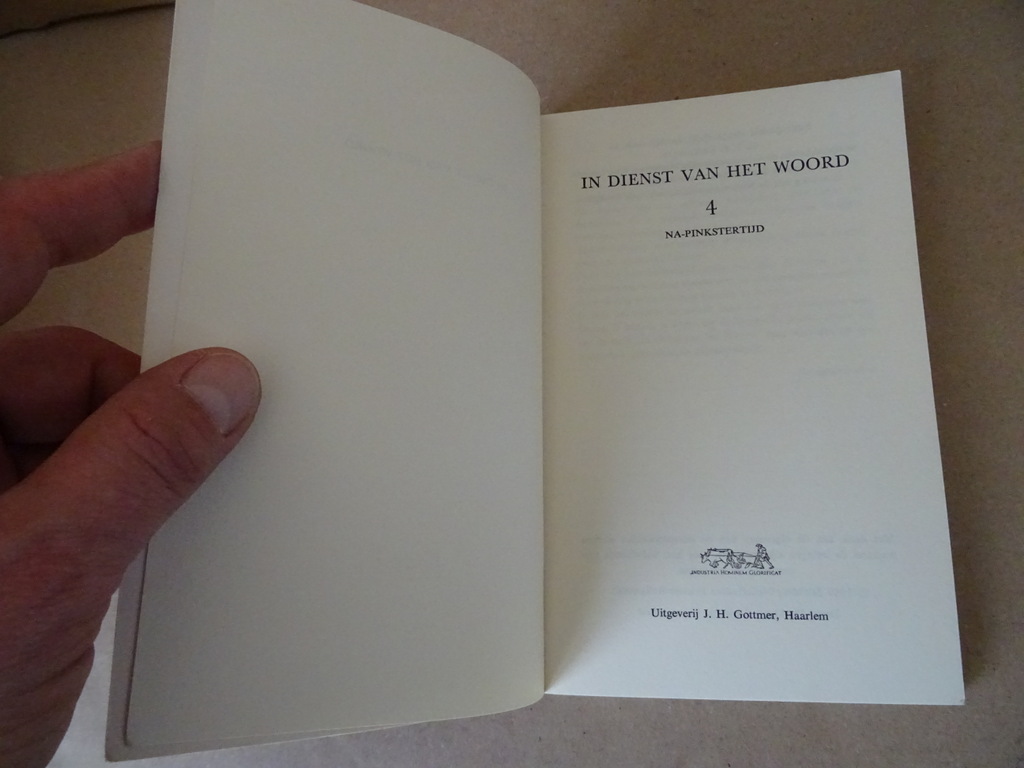 IN DIENST VAN HET WOORD
4
NA-PINKSTERTIJD
INDUSTRIA HOMINEM GLORIFICAT
Uitgeverij J. H. Gottmer, Haarlem